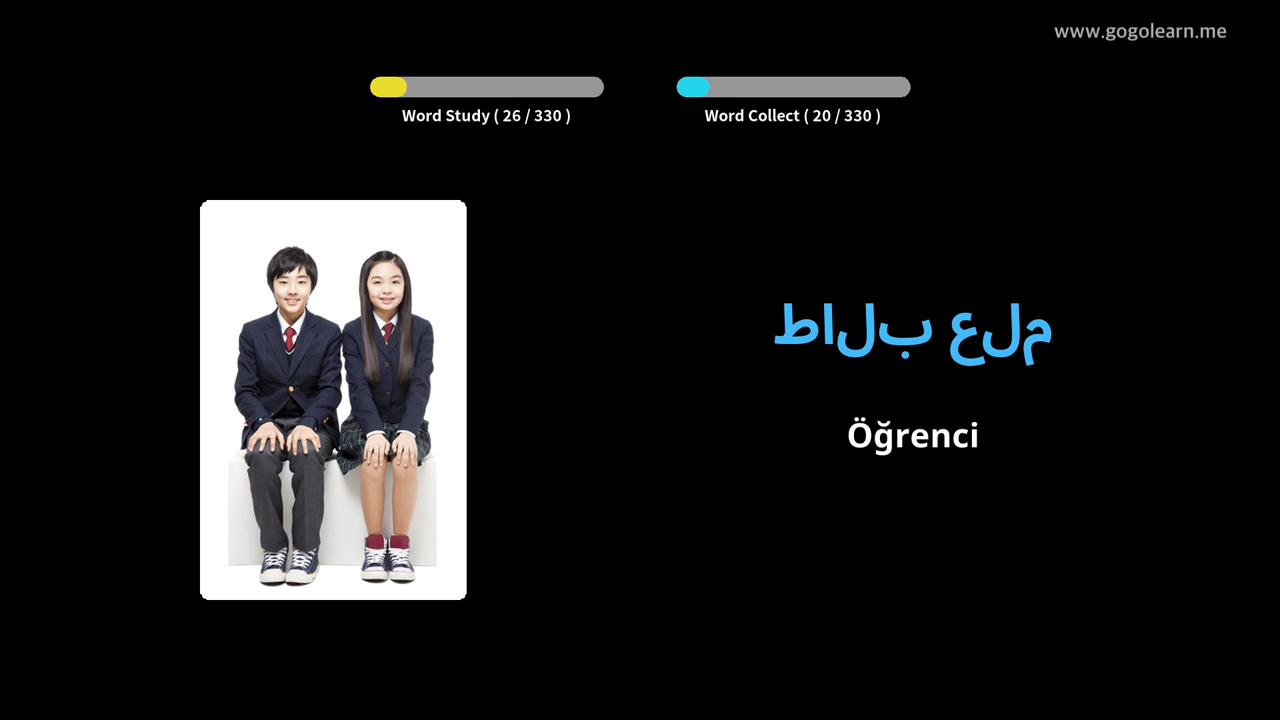 www.gogolearn.me
Word Study ( 26 / 330 )
Word Collect ( 20 / 330 )
طالب علم
Öğrenci